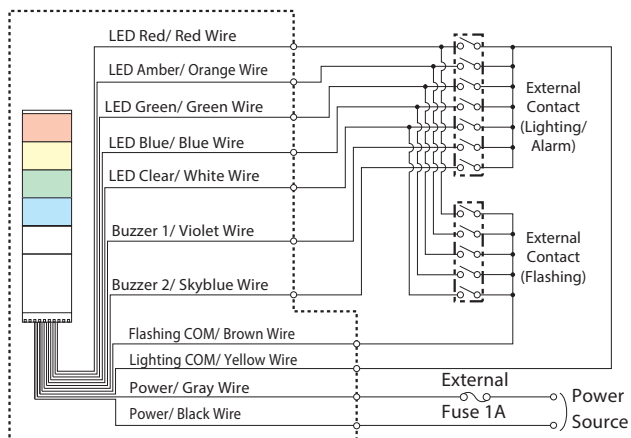 LED Red/ Red Wire
LED Amber/ Orange Wire
LED Green/ Green Wire
LED Blue/ Blue Wire
LED Clear/ White Wire
Buzzer 1/ Violet Wire
Buzzer 2/ Skyblue Wire
Flashing COM/ Brown Wire
Lighting COM/ Yellow Wire
Power/ Gray Wire
Power/ Black Wire
External
Contact
(Lighting/
Alarm)
External
Contact
(Flashing)
External
Fuse 1A
Power
Source